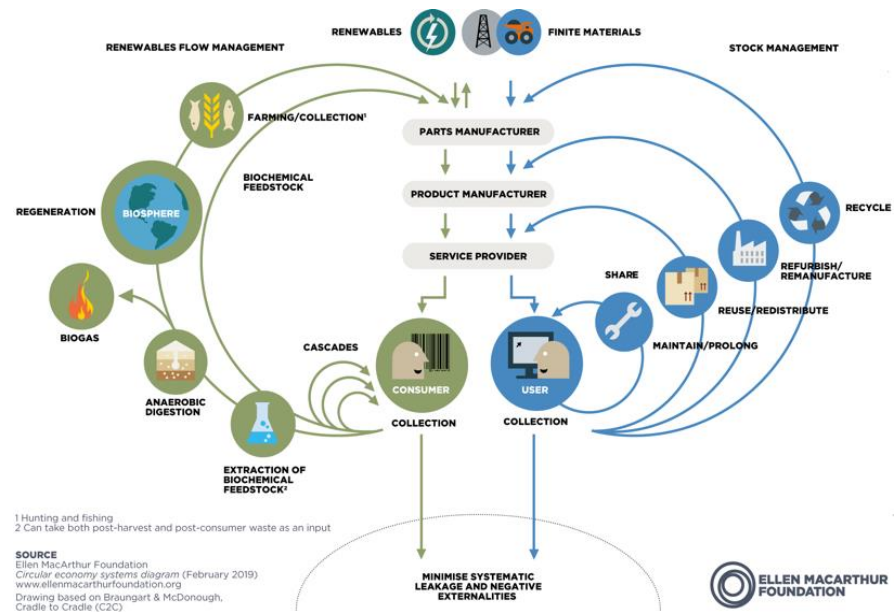 RENEWABLES FLOW MANAGEMENT
RENEWABLES
FINITE MATERIALS
STOCK MANAGEMENT
FARMING/COLLECTION¹
PARTS MANUFACTURER
BIOCHEMICAL
FEEDSTOCK
PRODUCT MANUFACTURER
REGENERATION
BIOSPHERE
RECYCLE
SERVICE PROVIDER
SHARE
REFURBISH/
REMANUFACTURE
REUSE/REDISTRIBUTE
BIOGAS
CASCADES
MAINTAIN/PROLONG
CONSUMER
USER
ANAEROBIC
DIGESTION
COLLECTION
COLLECTION
EXTRACTION OF
BIOCHEMICAL
FEEDSTOCK²
1 Hunting and fishing
2 Can take both post-harvest and post-consumer waste as an input
SOURCE
Ellen MacArthur Foundation
Circular economy systems diagram (February 2019)
www.ellenmacarthurfoundation.org
Drawing based on Braungart & McDonough,
Cradle to Cradle (C2C)
MINIMISE SYSTEMATIC
LEAKAGE AND NEGATIVE
EXTERNALITIES
ELLEN MACARTHUR
FOUNDATION